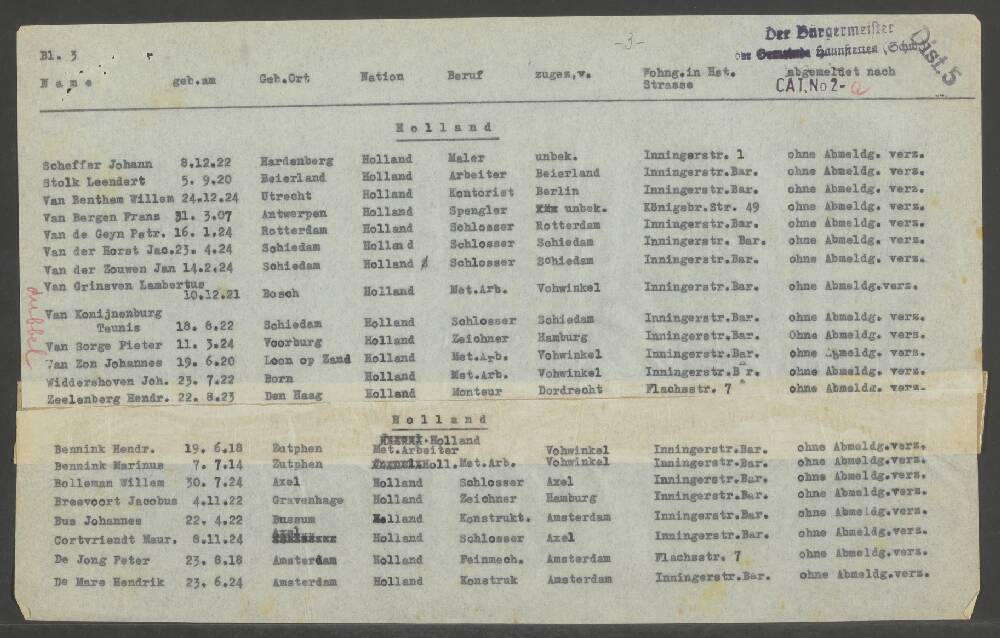 Bl. 3 -3- Der Bürgermeister
der Gemeinde Haunstetten (Schw
Dist. 5
Name geb.am Geb.Ort Nation Beruf zugez.v. Wohng.in Hst. abgemeldet nach
Strasse CAT.No 2- a
Holland
Scheffer Johann 8.12.22 Hardenberg Holland Maler unbek. Inningerstr. 1 ohne Abmeldg. verz.
Stolk Leendert 5. 9.20 Beierland Holland Arbeiter Beierland Inningerstr.Bar. ohne Abmeldg. verz.
Van Benthem Willem 24.12.24 Utrecht Holland Kontorist Berlin Inningerstr.Bar. ohne Abmeldg. verz.
Van Bergen Frans 31. 3.07 Antwerpen Holland Spengler unbek. Königsbr.Str. 49 ohne Abmeldg. verz.
Van de Geyn Petr. 16. 1.24 Rotterdam Holland Schlosser Rotterdam Inningerstr.Bar. ohne Abmeldg. verz.
Van der Horst Jac.23. 4.24 Schiedam Holland Schlosser Schiedam Inningerstr. Bar. ohne Abmeldg. verz.
Van der Zouwen Jan 14.2.24 Schiedam Holland Schlosser Schiedam Inningerstr.Bar. ohne Abmeldg. verz.
Van Grinsven Lambertus
10.12.21 Bosch Holland Met.Arb. Vohwinkel Inningerstr.Bar. ohne Abmeldg.verz.
dubbel
Van Konijnenburg
Teunis 18. 8.22 Schiedam Holland Schlosser Schiedam Inningerstr.Bar. ohne Abmeldg. verz.
Van Sorge Pieter 11. 3.24 Voorburg Holland Zeichner Hamburg Inningerstr.Bar. Ohne Abmeldg. verz.
Van Zon Johannes 19. 6.20 Loon op Zand Holland Met.Arb. Vohwinkel Inningerstr.Bar. ohne Abmeldg. verz.
Widdershoven Joh. 23. 7.22 Born Holland Met.Arb. Vohwinkel Inningerstr.B r. ohne Abmeldg. verz.
Zeelenberg Hendr. 22. 8.23 Den Haag Holland Monteur Dordrecht Flachsstr. 7 ohne Abmeldg. verz.
Holland
Holland
Bennink Hendr. 19. 6.18 Zutphen Met.Arbeiter Vohwinkel Inningerstr.Bar. ohne Abmeldg.verz.
Bennink Marinus 7. 7.14 Zutphen Holl.Met.Arb. Vohwinkel Inningerstr.Bar. ohne Abmeldg.verz.
Bolleman Willem 30. 7.24 Axel Holland Schlosser Axel Inningerstr.Bar. ohne Abmeldg.verz.
Breevoort Jacobus 4.11.22 Gravenhage Holland Zeichner Hamburg Inningerstr.Bar. ohne Abmeldg.verz.
Bus Johannes 22. 4.22 Bussum Holland Konstrukt. Amsterdam Inningerstr.Bar. ohne Abmeldg.verz.
Axel
Cortvriendt Maur. 8.11.24 xxxxxxxxx Holland Schlosser Axel Inningerstr.Bar. ohne Abmeldg.verz.
De Jong Peter 23. 8.18 Amsterdam Holland Feinmech. Amsterdam Flachsstr. 7 ohne Abmeldg.verz.
De Mare Hendrik 23. 6.24 Amsterdam Holland Konstruk Amsterdam Inningerstr.Bar. ohne Abmeldg.verz.